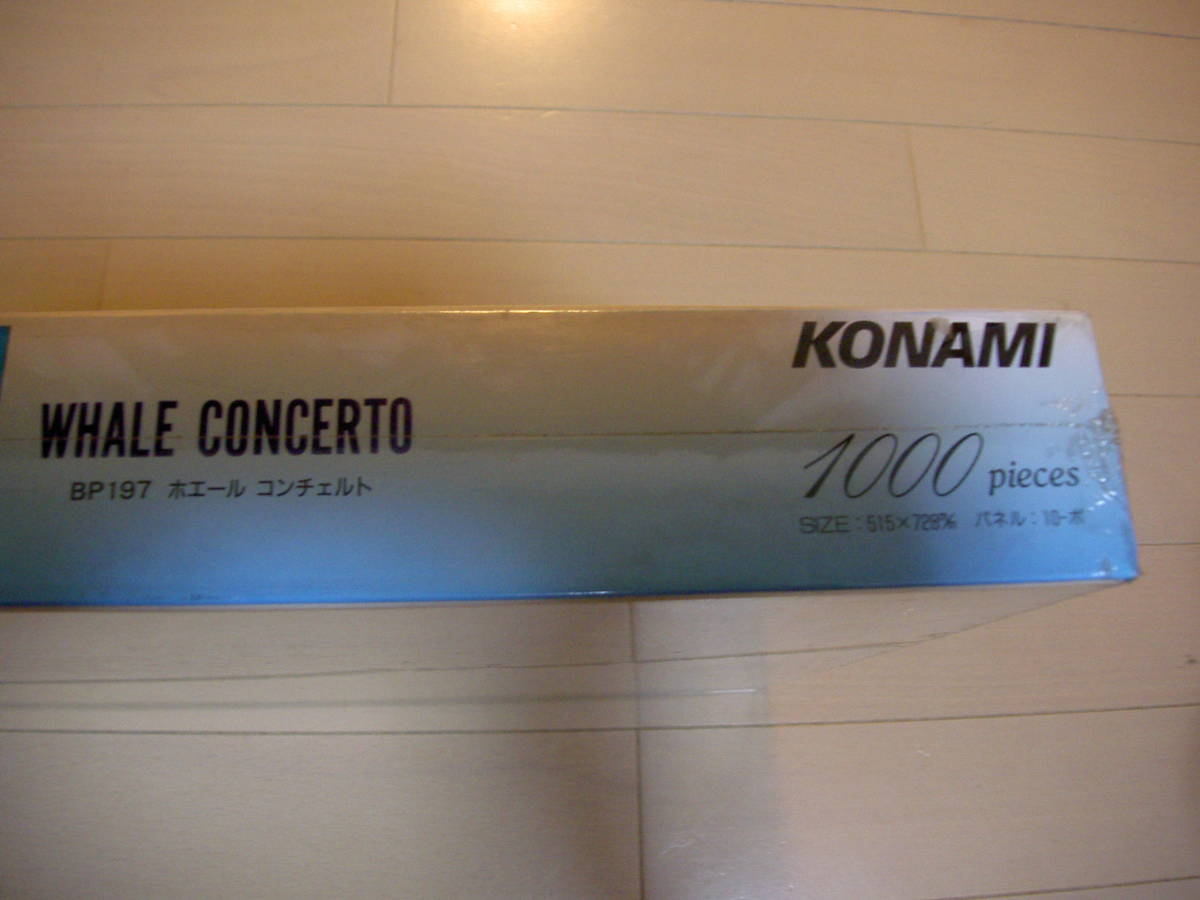 WHALE CONCERTO
BP197 ホエール コンチェルト
KONAMI
1000 pieces
SIZE : 515×728㎜ パネル : 10-ボ